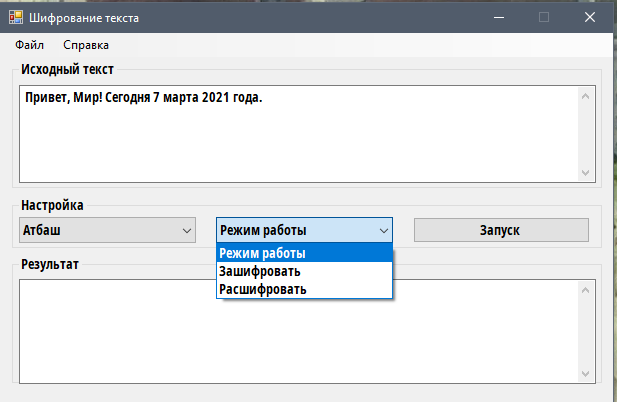 Шифрование текста
Файл Справка
Исходный текст
Привет, Мир! Сегодня 7 марта 2021 года.
Настройка
Атбаш Режим работы Запуск
Режим работы
Зашифровать
Расшифровать
Результат